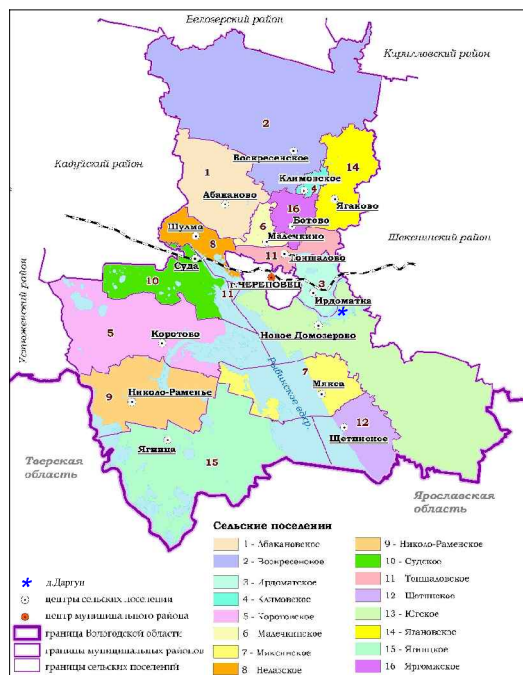 Белозерский район
Кирилловский район
2
Воскресенское
14
1
Кадуйский район
Климовское
4
16
Ягаково
Абаканово
Ботово
6
Шулма
Малечкино
8
Шекснинский район
11
Тоншалово
Суда
г. ЧЕРЕПОВЕЦ
3
10
11
Ирдоматка
Устюженский район
5
Новое Домозерово
Коротово
7
Рыбинское вдхр
Мякса
9
Николо-Раменье
12
Щетинское
Ягница
Тверская
область
15
Ярославская
область
Сельские поселения
1 - Абакановское
2 - Воскресенское
3 - Ирдоматское
4 - Климовское
5 - Коротовское
6 - Малечкинское
7 - Мяксинское
8 - Нелазское
9 - Николо-Раменское
10 - Судское
11 - Тоншаловское
12 - Щетинское
13 - Югское
14 - Ягановское
15 - Ягницкое
16 - Яргомжское
д.Даргун
центры сельских поселений
центр муниципального района
граница Вологодской области
границы муниципальных районов
границы сельских поселений